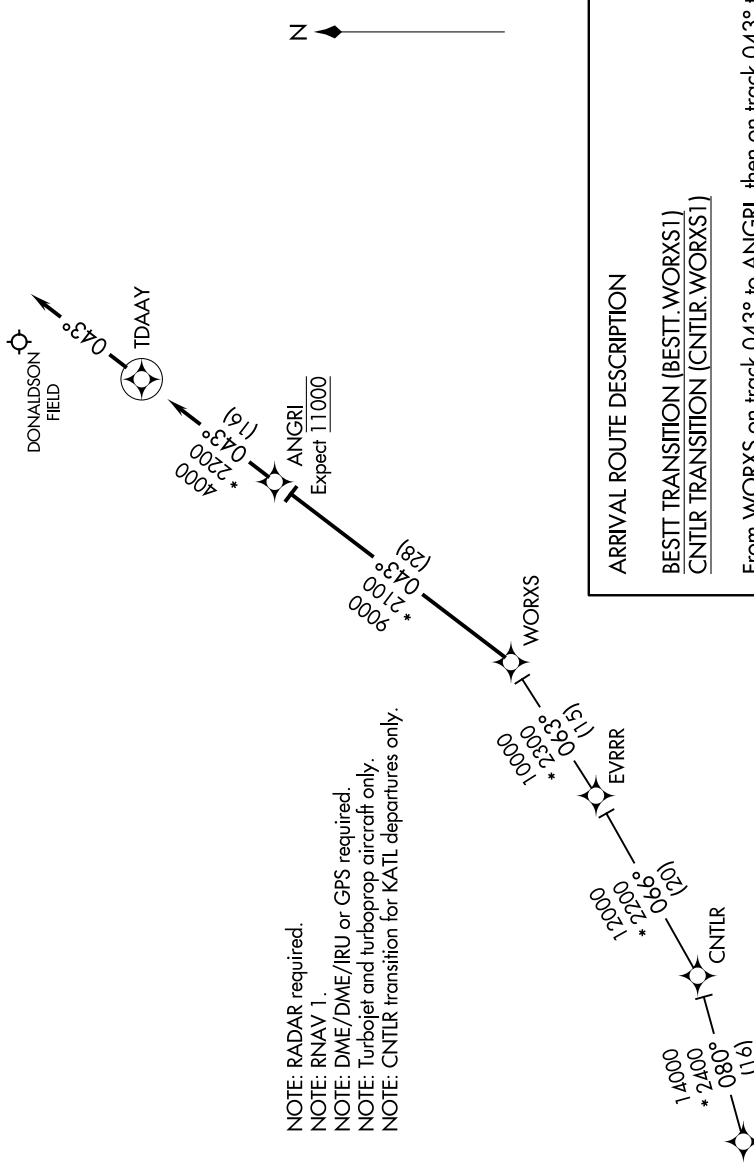 N
DONALDSON
FIELD
043°
TDAAY
4000
* 2200
043°
(16)
ANGRI
Expect 11000
9000
* 2100
043°
(28)
WORXS
10000
* 2300
063°
(15)
EVRRR
12000
* 2200
066°
(20)
CNTLR
14000
* 2400
080°
(16)
NOTE: RADAR required.
NOTE: RNAV 1.
NOTE: DME/DME/IRU or GPS required.
NOTE: Turbojet and turboprop aircraft only.
NOTE: CNTLR transition for KATL departures only.
ARRIVAL ROUTE DESCRIPTION
BESTT TRANSITION (BESTT.WORXS1)
CNTLR TRANSITION (CNTLR.WORXS1)
From WORXS on track 043° to ANGRI, then on track 043°